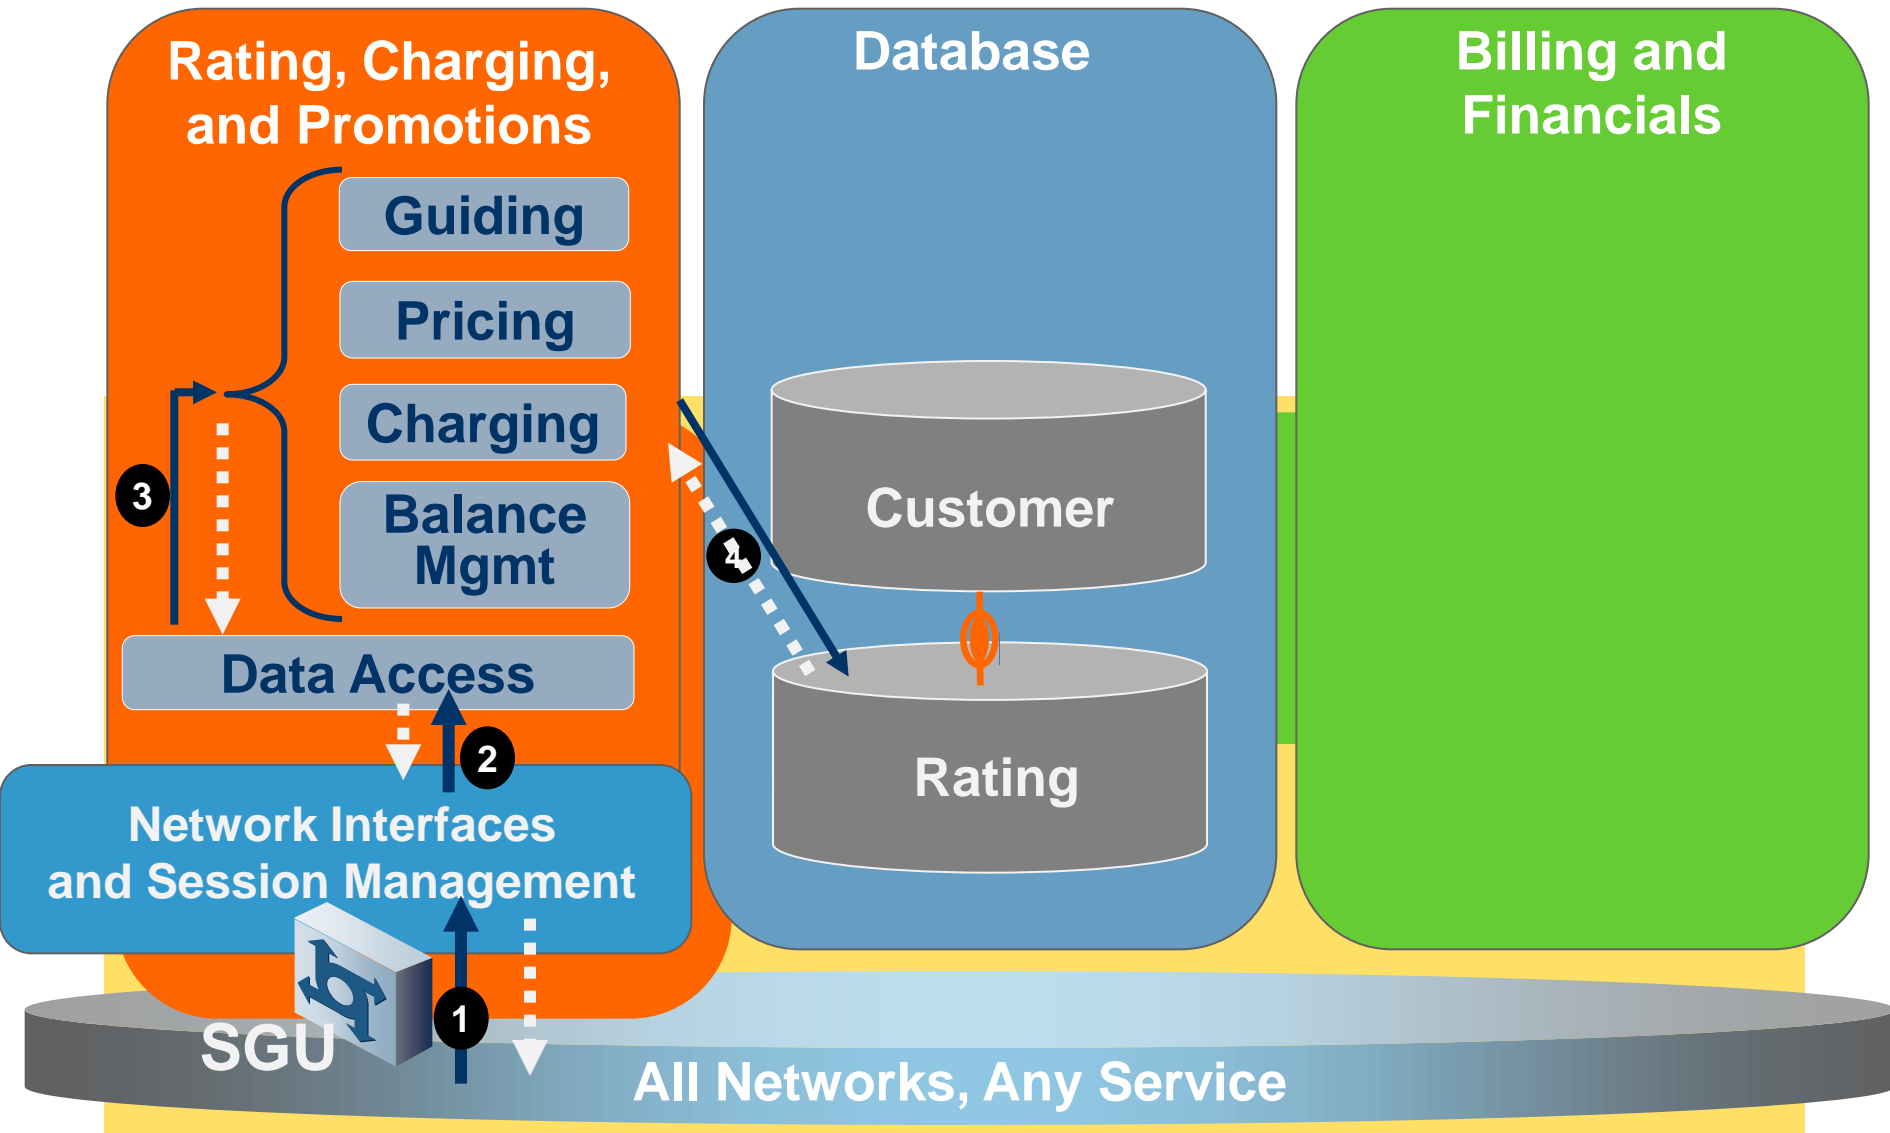 Rating, Charging,
and Promotions
Database
Billing and
Financials
Guiding
Pricing
Charging
Balance
Mgmt
3
4
Customer
Data Access
2
Rating
Network Interfaces
and Session Management
1
SGU
All Networks, Any Service